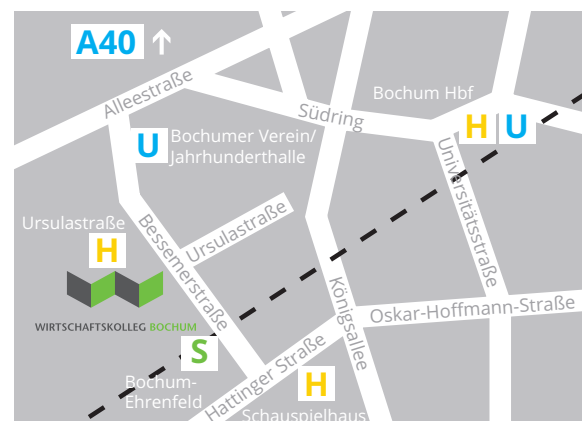 A40
Alleestraße
Bochum Hbf
Südring
H U
U Bochumer Verein/
Jahrhunderthalle
Universitätsstraße
Ursulastraße
H
Ursulastraße
Bessemerstraße
WIRTSCHAFTSKOLLEG BOCHUM
Königsallee
Oskar-Hoffmann-Straße
S
Bochum-
Ehrenfeld
Hattinger Straße
H
Schauspielhaus